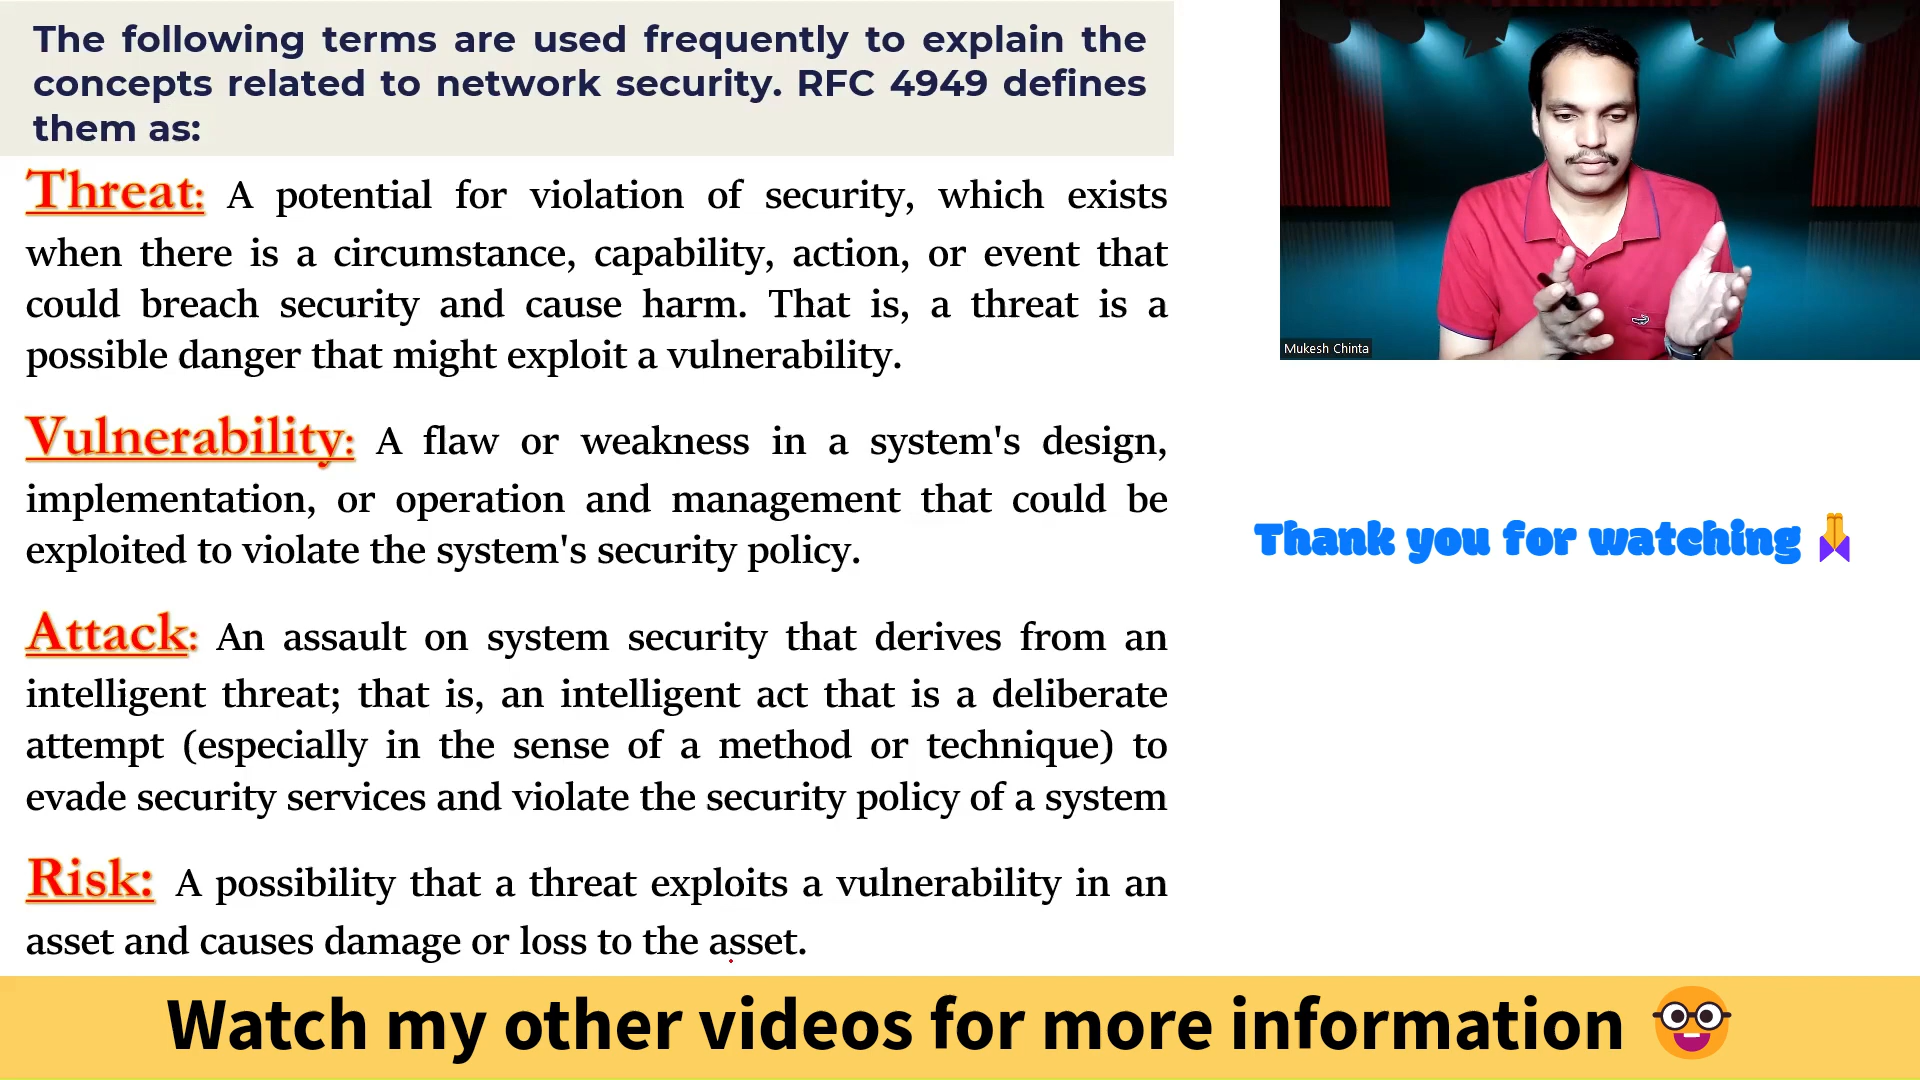 The following terms are used frequently to explain the
concepts related to network security. RFC 4949 defines
them as:
Threat: A potential for violation of security, which exists
when there is a circumstance, capability, action, or event that
could breach security and cause harm. That is, a threat is a
possible danger that might exploit a vulnerability.
Vulnerability: A flaw or weakness in a system's design,
implementation, or operation and management that could be
exploited to violate the system's security policy.
Attack: An assault on system security that derives from an
intelligent threat; that is, an intelligent act that is a deliberate
attempt (especially in the sense of a method or technique) to
evade security services and violate the security policy of a system
Risk: A possibility that a threat exploits a vulnerability in an
asset and causes damage or loss to the asset.
Mukesh Chinta
Thank you for watching 🙏
Watch my other videos for more information 🤓